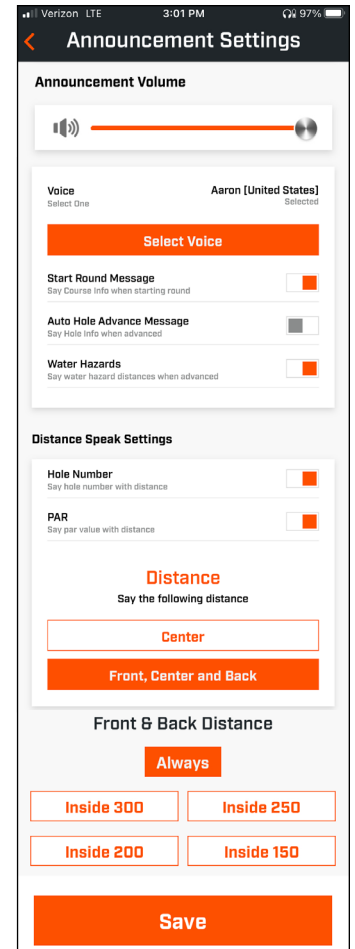 Verizon LTE 3:01 PM 97%
Announcement Settings
Announcement Volume
Voice Aaron [United States]
Select One Selected
Select Voice
Start Round Message
Say Course Info when starting round
Auto Hole Advance Message
Say Hole Info when advanced
Water Hazards
Say water hazard distances when advanced
Distance Speak Settings
Hole Number
Say hole number with distance
PAR
Say par value with distance
Distance
Say the following distance
Center
Front, Center and Back
Front & Back Distance
Always
Inside 300 Inside 250
Inside 200 Inside 150
Save